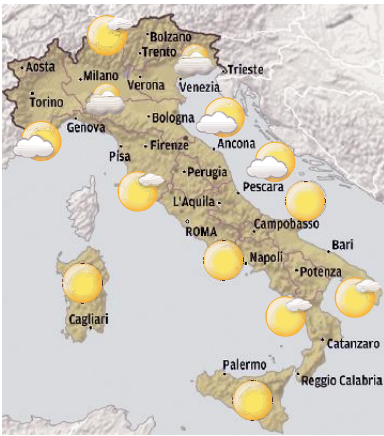 Bolzano
Trento
Aosta
Milano
Trieste
Verona
Venezia
Torino
Genova
Bologna
Pisa
Firenze
Ancona
Perugia
Pescara
L'Aquila
ROMA
Campobasso
Bari
Napoli
Potenza
Cagliari
Catanzaro
Palermo
Reggio Calabria